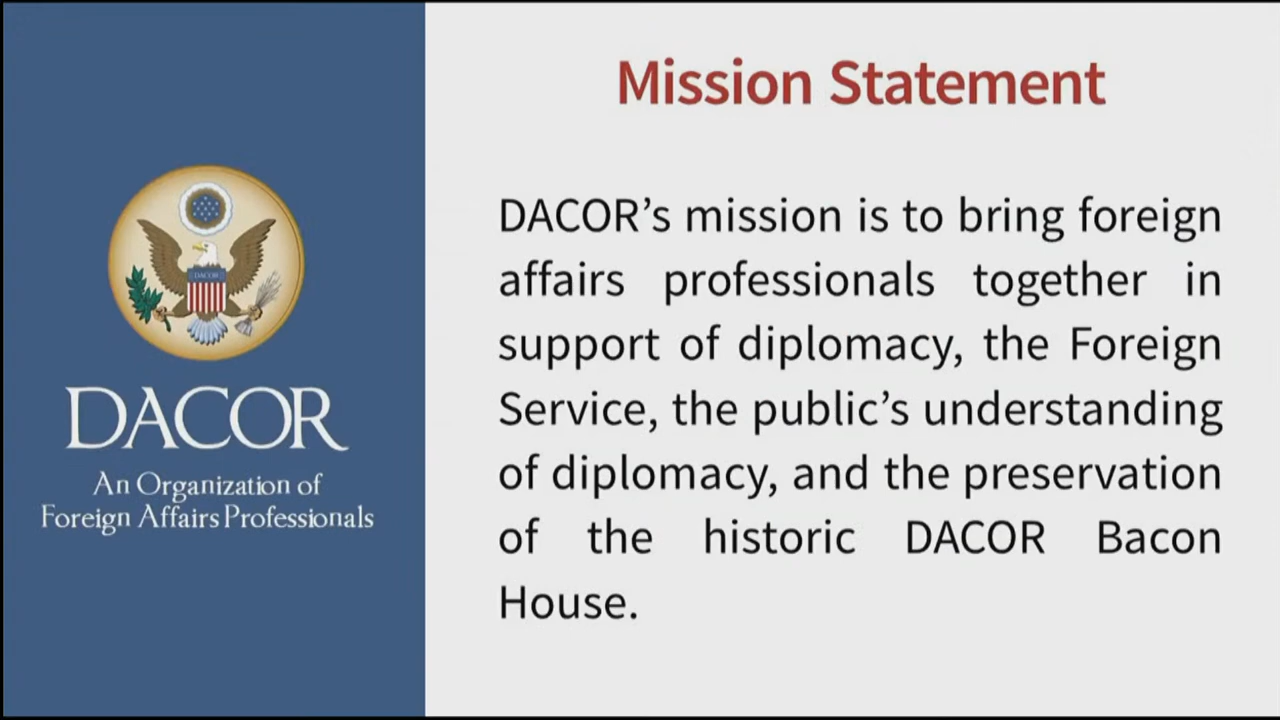 DACOR
DACOR
An Organization of
Foreign Affairs Professionals
Mission Statement
DACOR’s mission is to bring foreign
affairs professionals together in
support of diplomacy, the Foreign
Service, the public’s understanding
of diplomacy, and the preservation
of the historic DACOR Bacon
House.